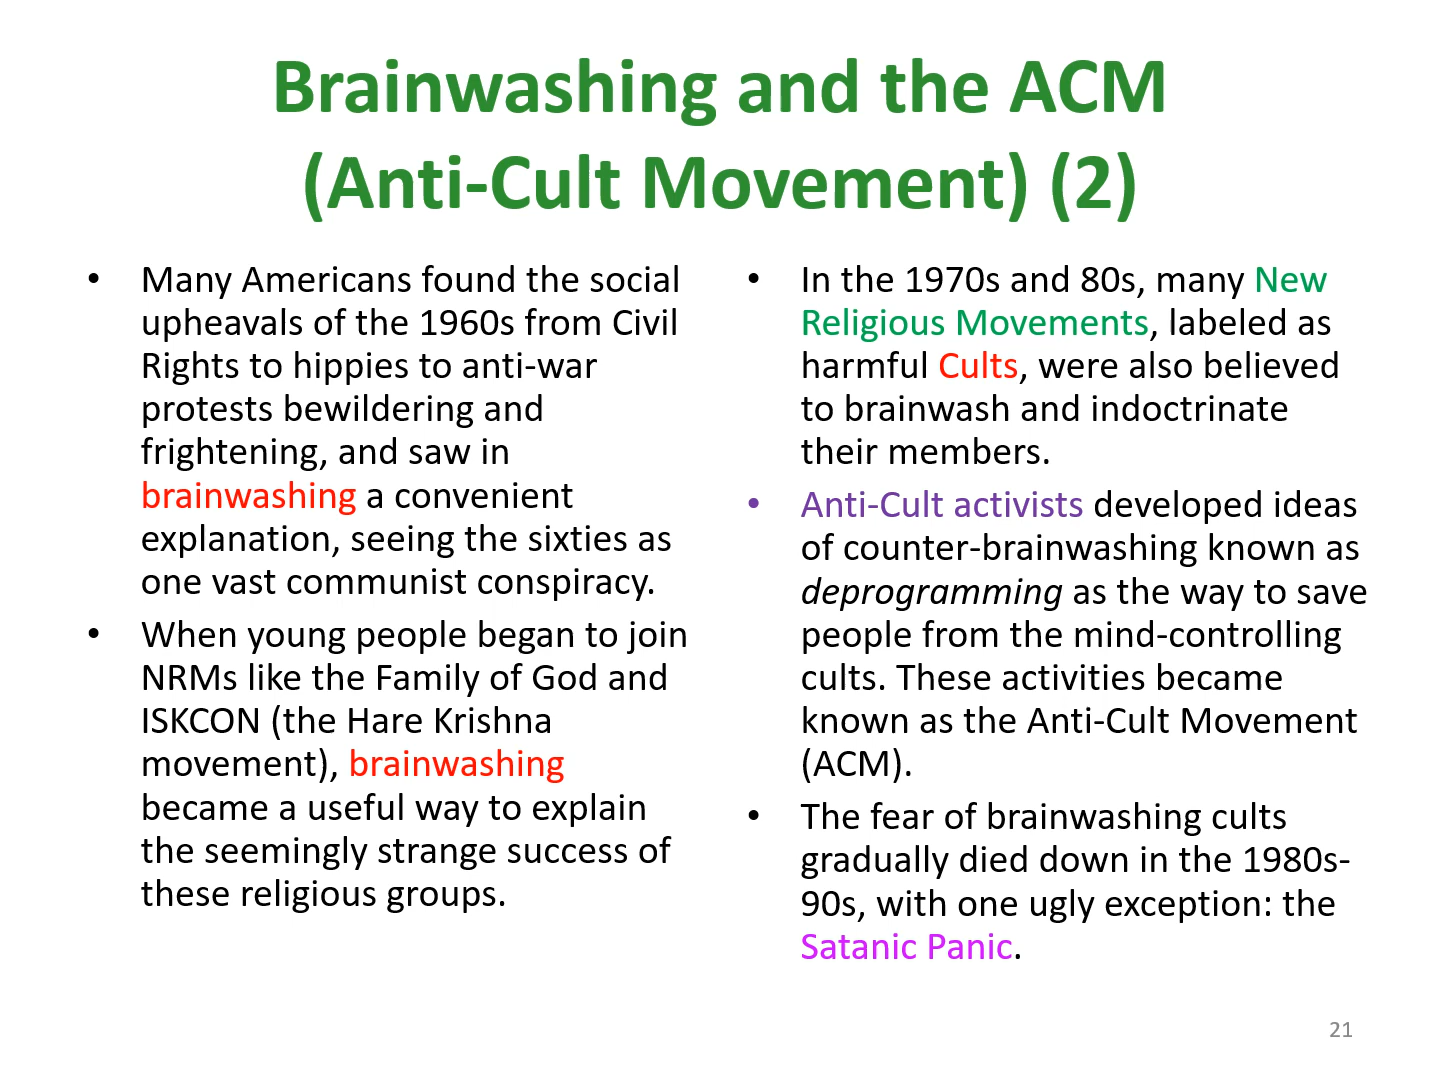 Brainwashing and the ACM
(Anti-Cult Movement) (2)
• Many Americans found the social
upheavals of the 1960s from Civil
Rights to hippies to anti-war
protests bewildering and
frightening, and saw in
brainwashing a convenient
explanation, seeing the sixties as
one vast communist conspiracy.
• When young people began to join
NRMs like the Family of God and
ISKCON (the Hare Krishna
movement), brainwashing
became a useful way to explain
the seemingly strange success of
these religious groups.
• In the 1970s and 80s, many New
Religious Movements, labeled as
harmful Cults, were also believed
to brainwash and indoctrinate
their members.
• Anti-Cult activists developed ideas
of counter-brainwashing known as
deprogramming as the way to save
people from the mind-controlling
cults. These activities became
known as the Anti-Cult Movement
(ACM).
• The fear of brainwashing cults
gradually died down in the 1980s-
90s, with one ugly exception: the
Satanic Panic.
21